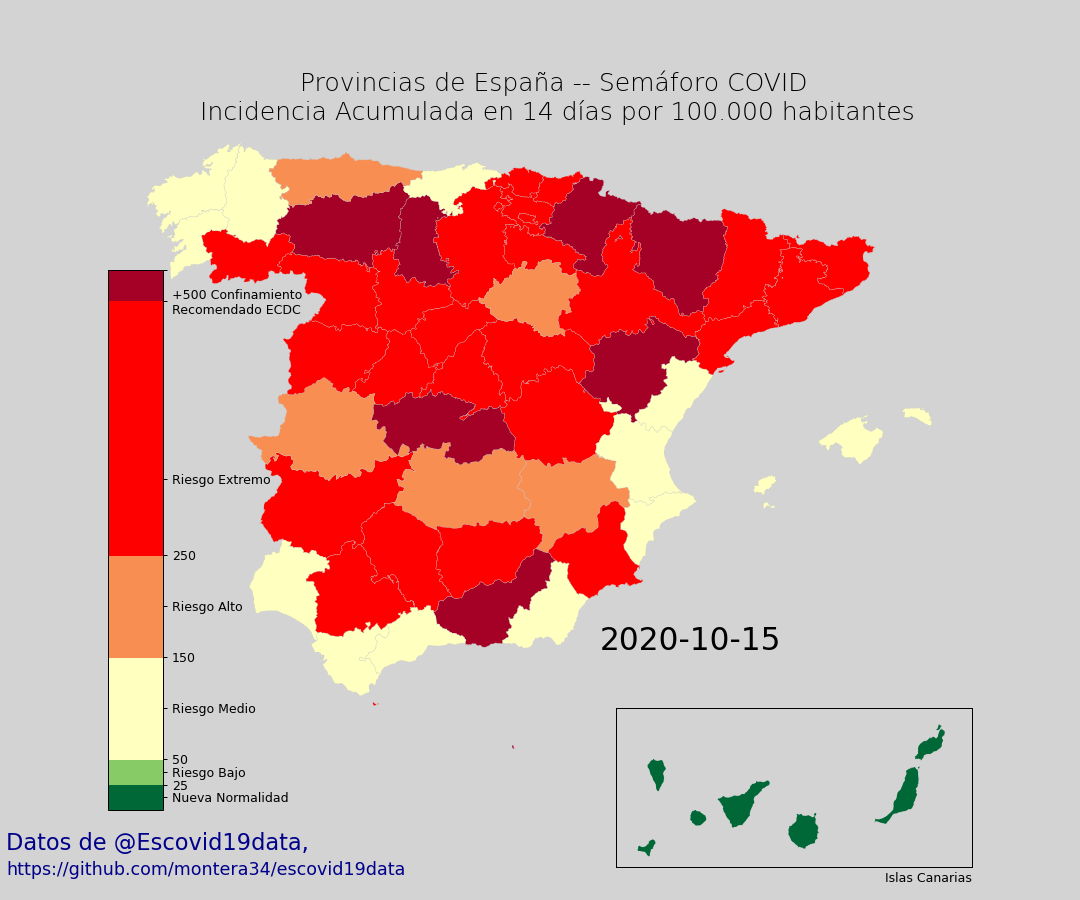 Provincias de España -- Semáforo COVID
Incidencia Acumulada en 14 días por 100.000 habitantes
+500 Confinamiento
Recomendado ECDC
Riesgo Extremo
250
Riesgo Alto
150
Riesgo Medio
50
Riesgo Bajo
25
Nueva Normalidad
2020-10-15
Datos de @Escovid19data,
https://github.com/montera34/escovid19data
Islas Canarias